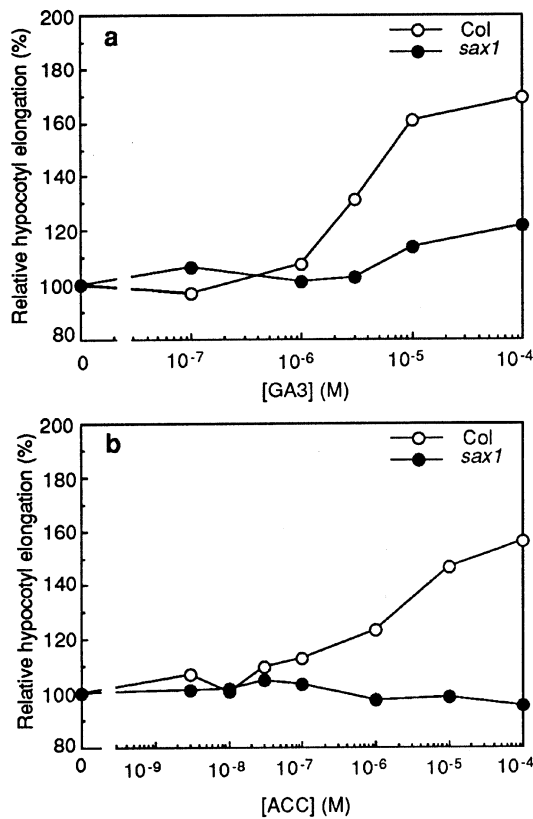 a
Col
sax1
Relative hypocotyl elongation (%)
200
180
160
140
120
100
80
0 10-7 10-6 10-5 10-4
[GA3] (M)
b
Col
sax1
Relative hypocotyl elongation (%)
200
180
160
140
120
100
80
0 10-9 10-8 10-7 10-6 10-5 10-4
[ACC] (M)